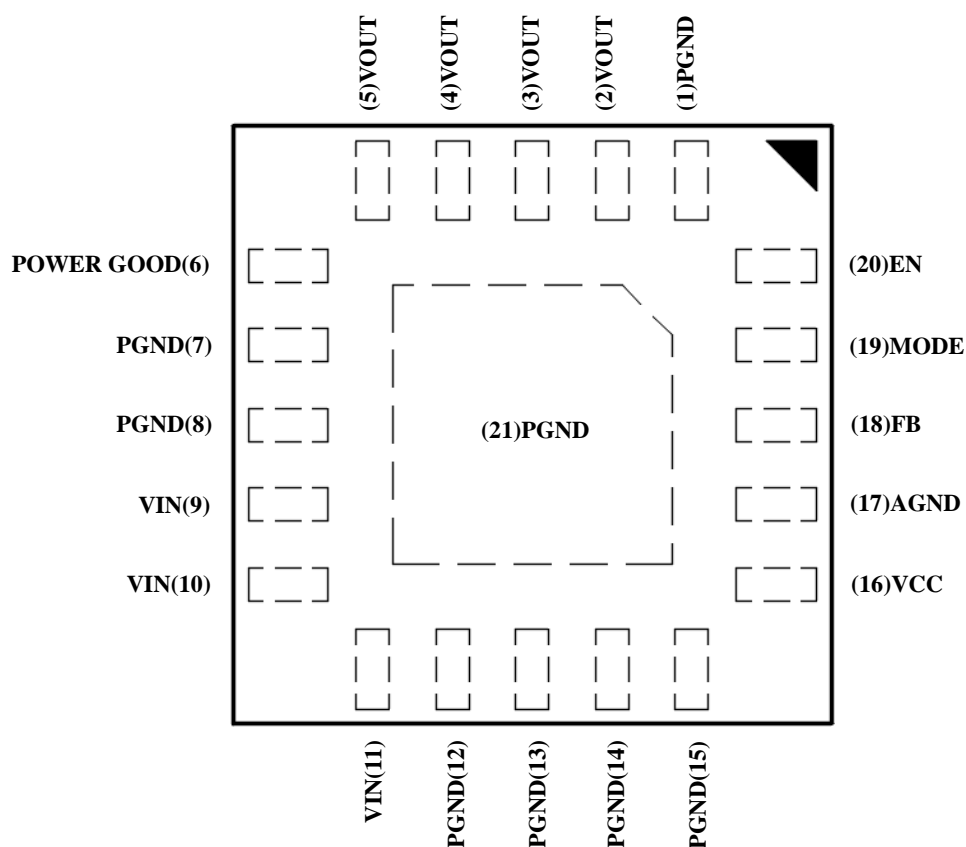 (5)VOUT
(4)VOUT
(3)VOUT
(2)VOUT
(1)PGND
POWER GOOD(6)
(20)EN
PGND(7)
(19)MODE
PGND(8)
(21)PGND
(18)FB
VIN(9)
(17)AGND
VIN(10)
(16)VCC
VIN(11)
PGND(12)
PGND(13)
PGND(14)
PGND(15)